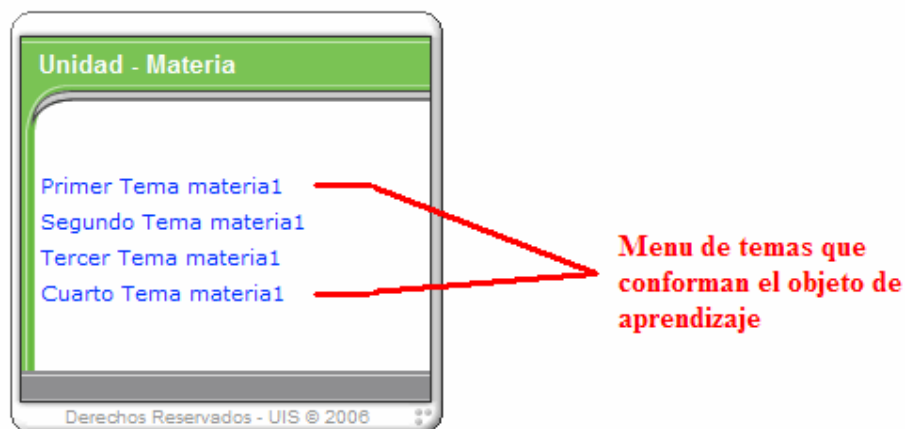 Unidad - Materia
Primer Tema materia1
Segundo Tema materia1
Tercer Tema materia1
Cuarto Tema materia1
Menu de temas que
conforman el objeto de
aprendizaje
Derechos Reservados - UIS © 2006